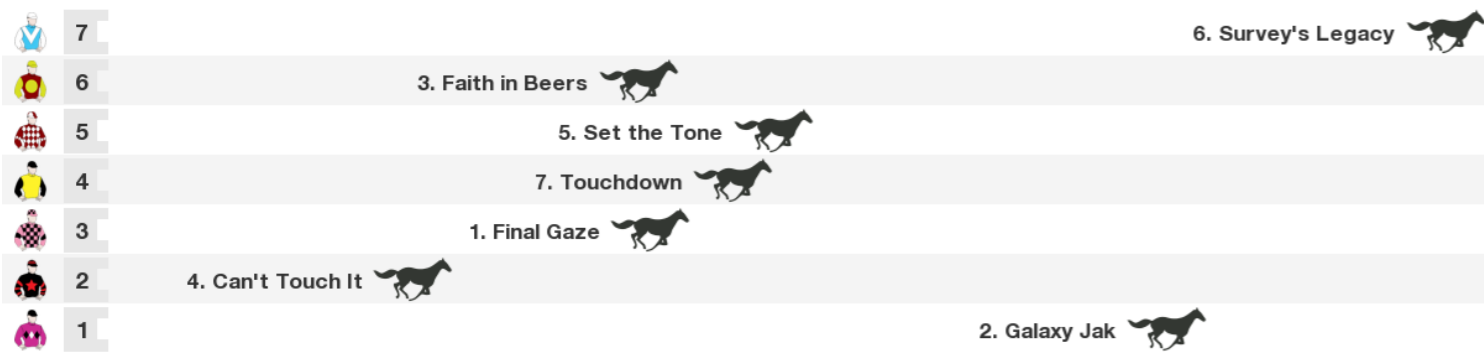 7 6. Survey's Legacy
6 3. Faith in Beers
5 5. Set the Tone
4 7. Touchdown
3 1. Final Gaze
2 4. Can't Touch It
1 2. Galaxy Jak